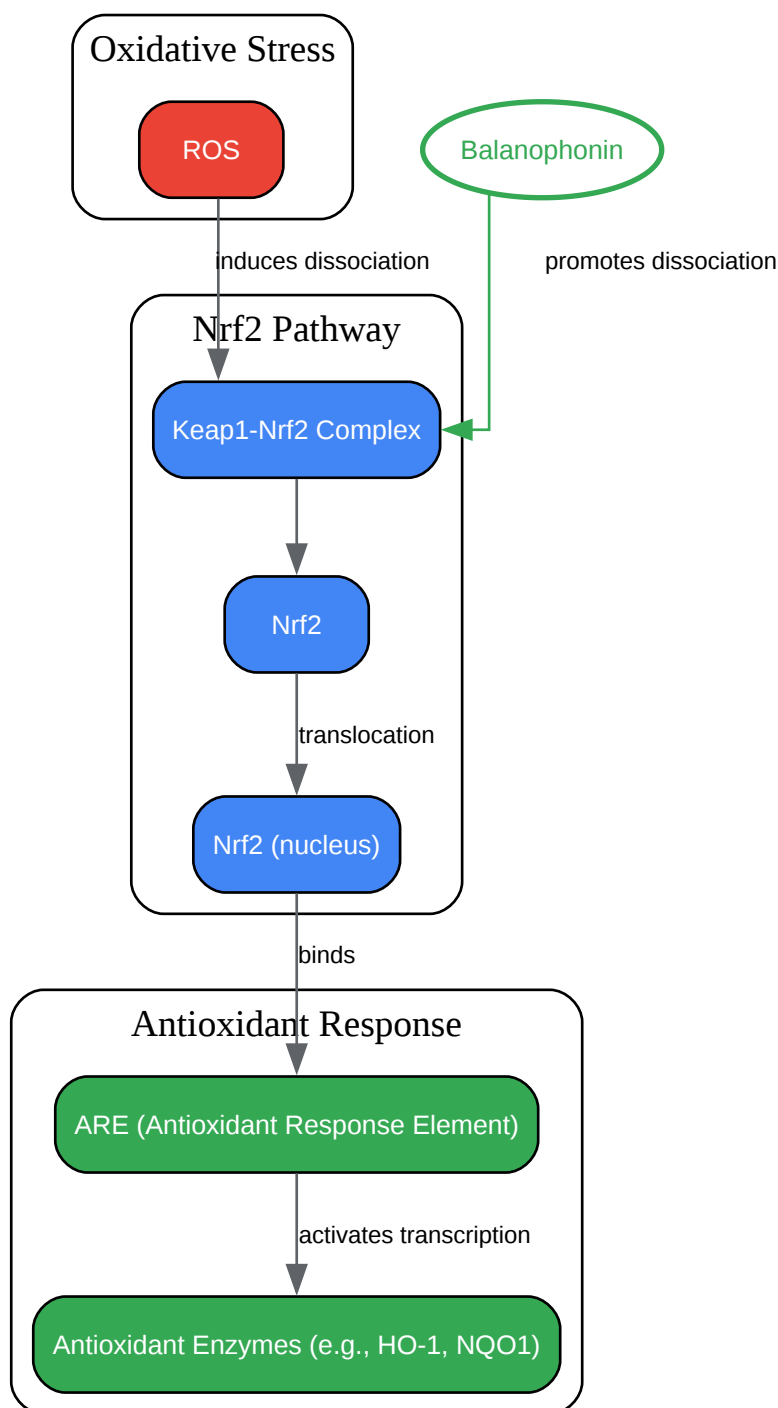 Oxidative Stress
ROS
Balanophonin
induces dissociation
promotes dissociation
Nrf2 Pathway
Keap1-Nrf2 Complex
Nrf2
translocation
Nrf2 (nucleus)
binds
Antioxidant Response
ARE (Antioxidant Response Element)
activates transcription
Antioxidant Enzymes (e.g., HO-1, NQO1)